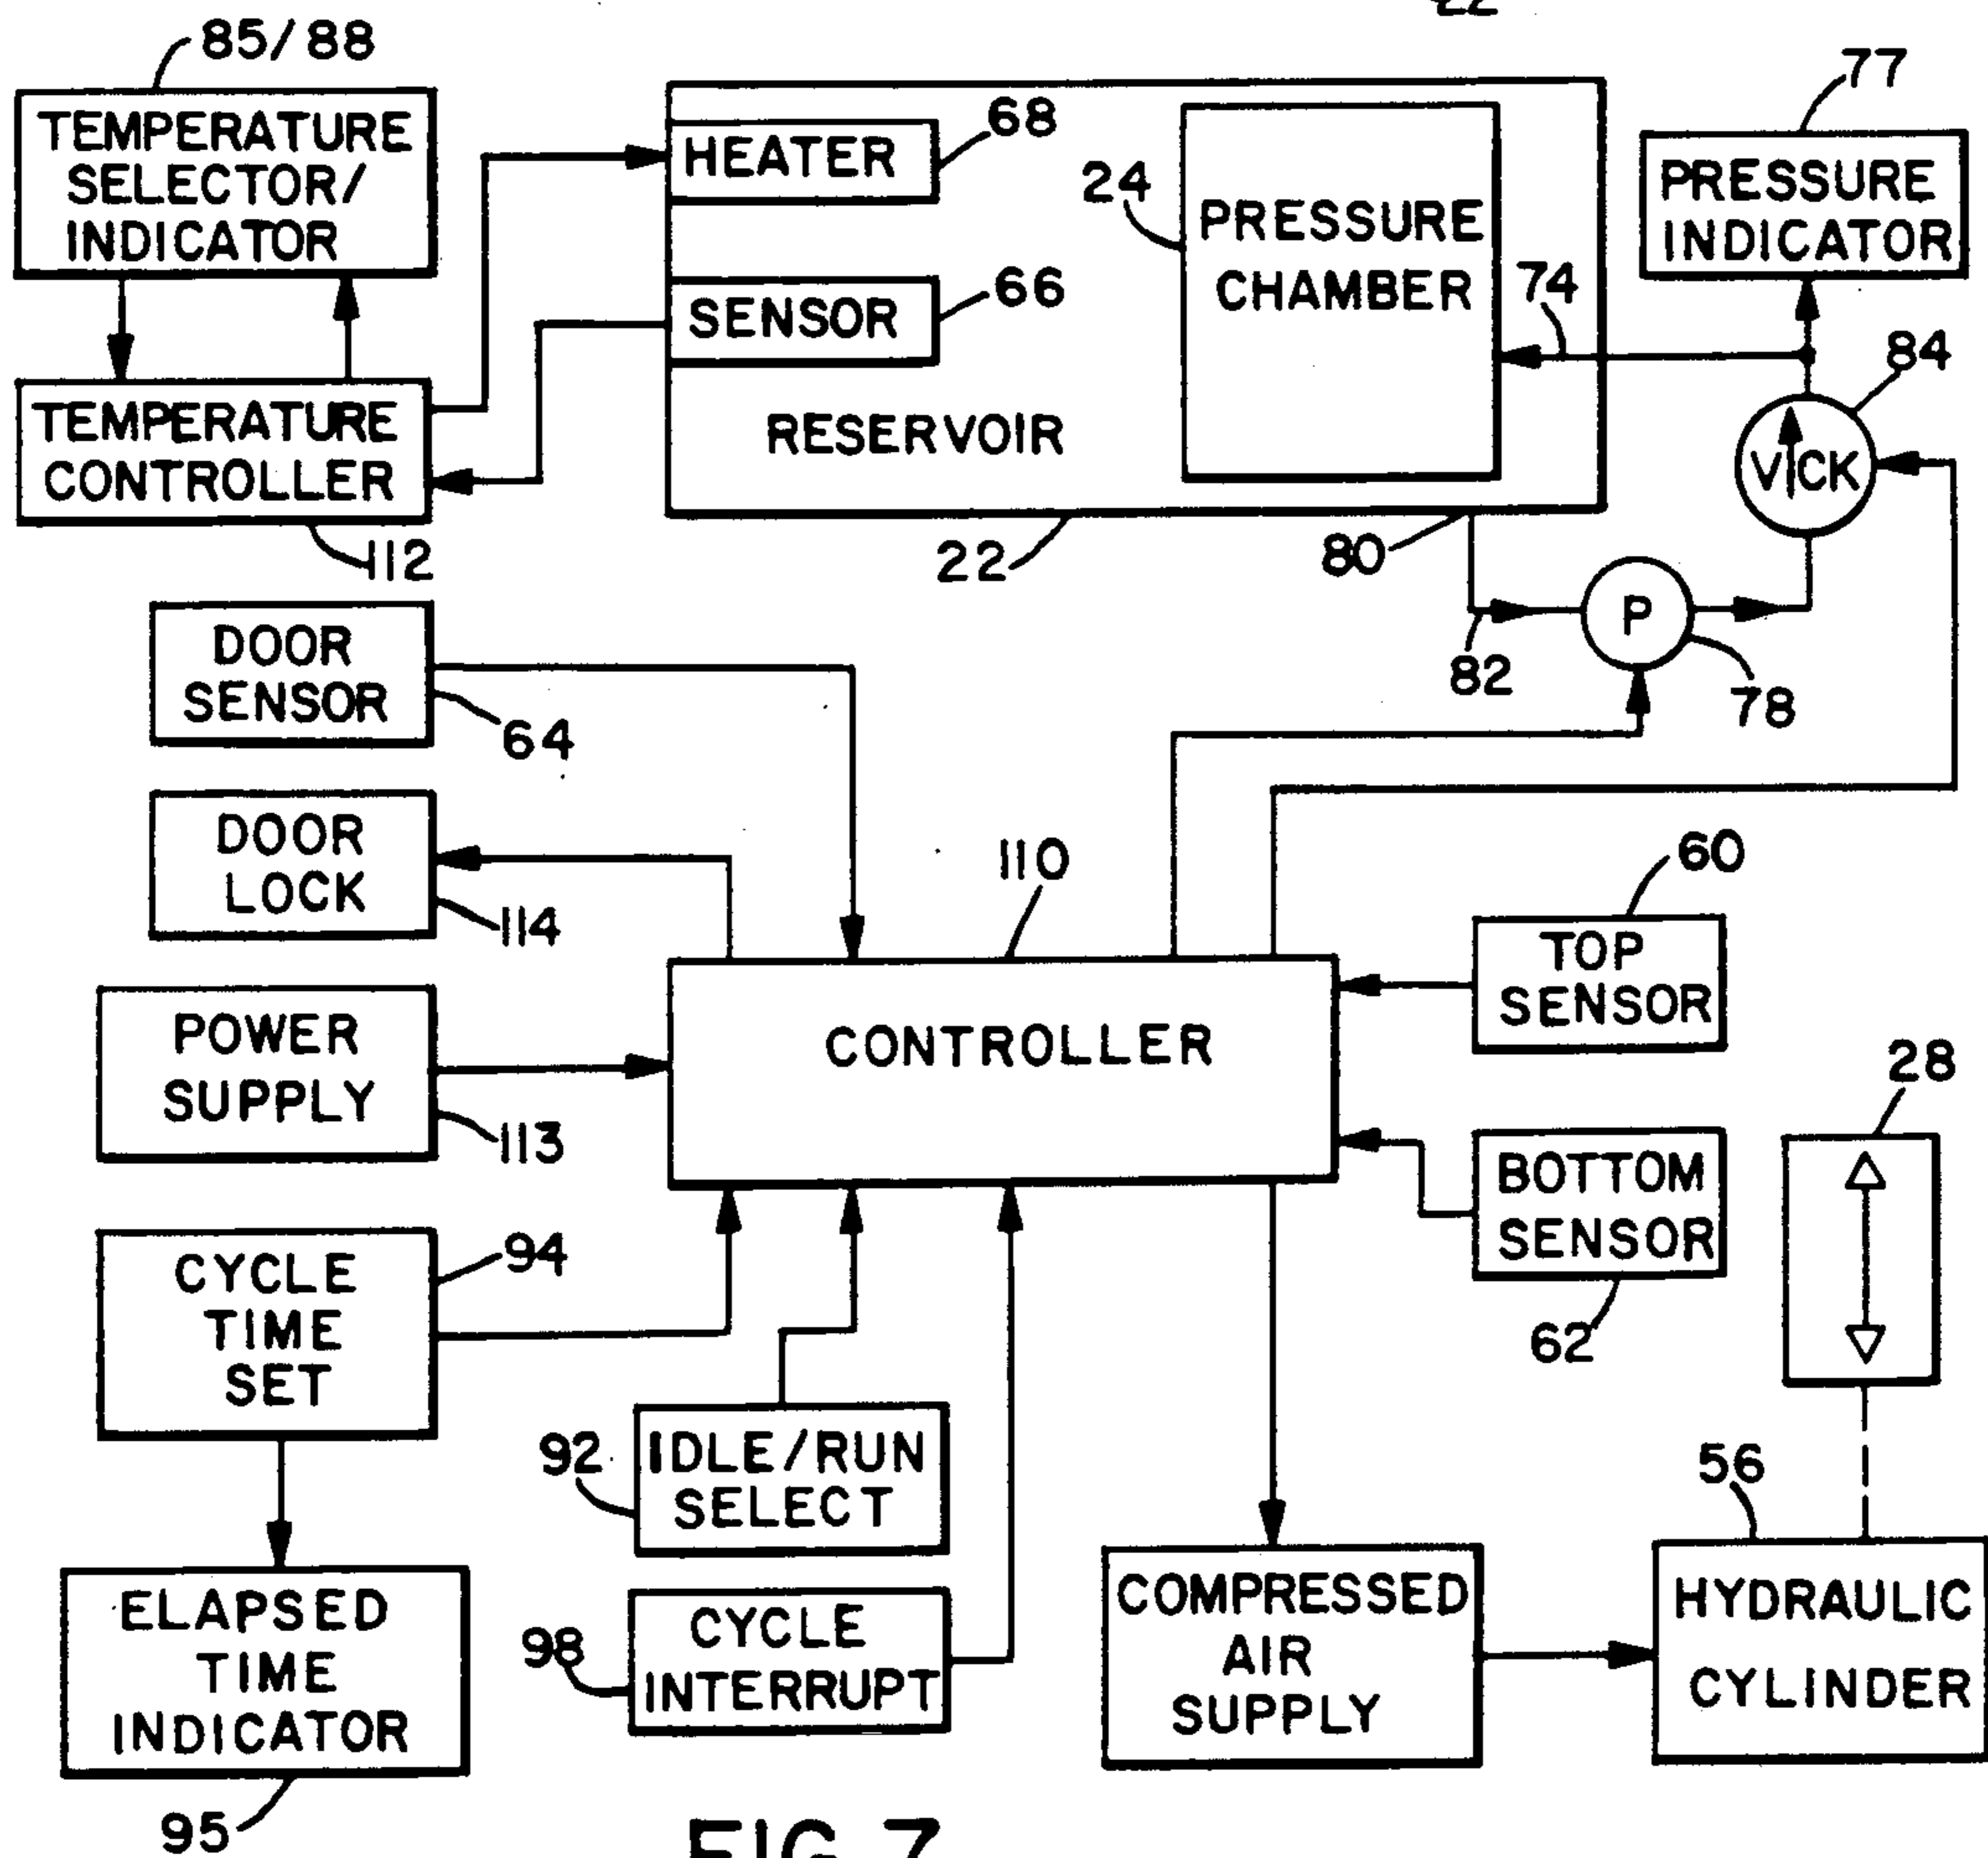 22
85/88
TEMPERATURE
SELECTOR/
INDICATOR
HEATER
68
24
PRESSURE
CHAMBER
77
PRESSURE
INDICATOR
74
SENSOR
66
84
TEMPERATURE
CONTROLLER
RESERVOIR
V/CK
112
22
80
82
P
78
DOOR
SENSOR
64
DOOR
LOCK
114
110
60
TOP
SENSOR
POWER
SUPPLY
113
CONTROLLER
28
BOTTOM
SENSOR
62
CYCLE
TIME
SET
94
92
IDLE/RUN
SELECT
56
ELAPSED
TIME
INDICATOR
95
98
CYCLE
INTERRUPT
COMPRESSED
AIR
SUPPLY
HYDRAULIC
CYLINDER
FIG. 7